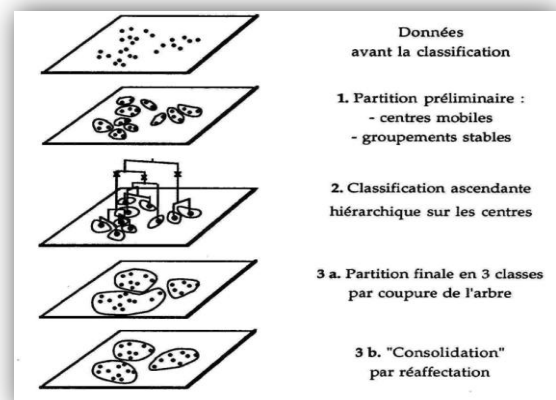 Données
avant la classification
1. Partition préliminaire :
- centres mobiles
- groupements stables
2. Classification ascendante
hiérarchique sur les centres
3 a. Partition finale en 3 classes
par coupure de l'arbre
3 b. "Consolidation"
par réaffectation